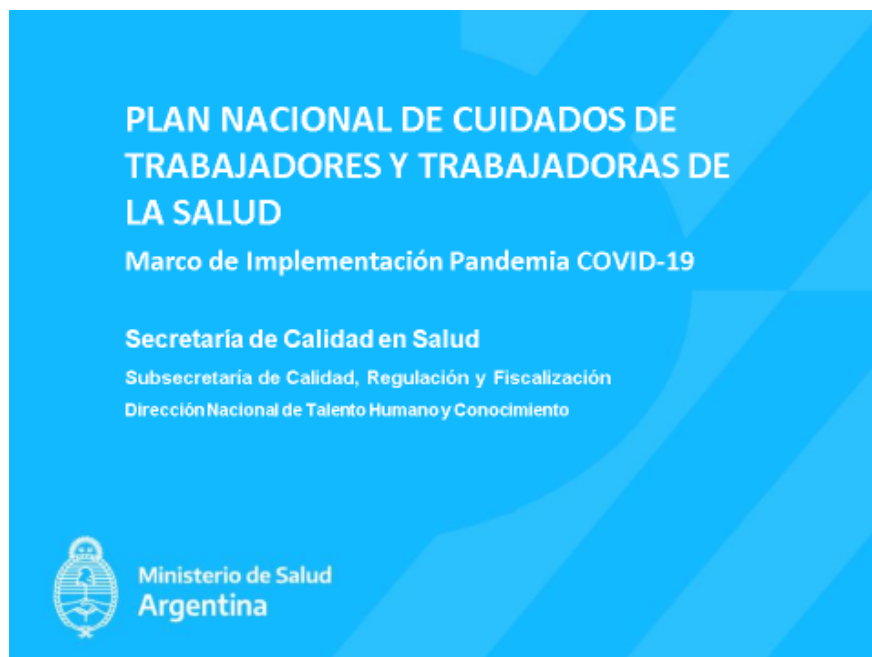 PLAN NACIONAL DE CUIDADOS DE
TRABAJADORES Y TRABAJADORAS DE
LA SALUD
Marco de Implementación Pandemia COVID-19
Secretaría de Calidad en Salud
Subsecretaría de Calidad, Regulación y Fiscalización
Dirección Nacional de Talento Humano y Conocimiento
Ministerio de Salud
Argentina